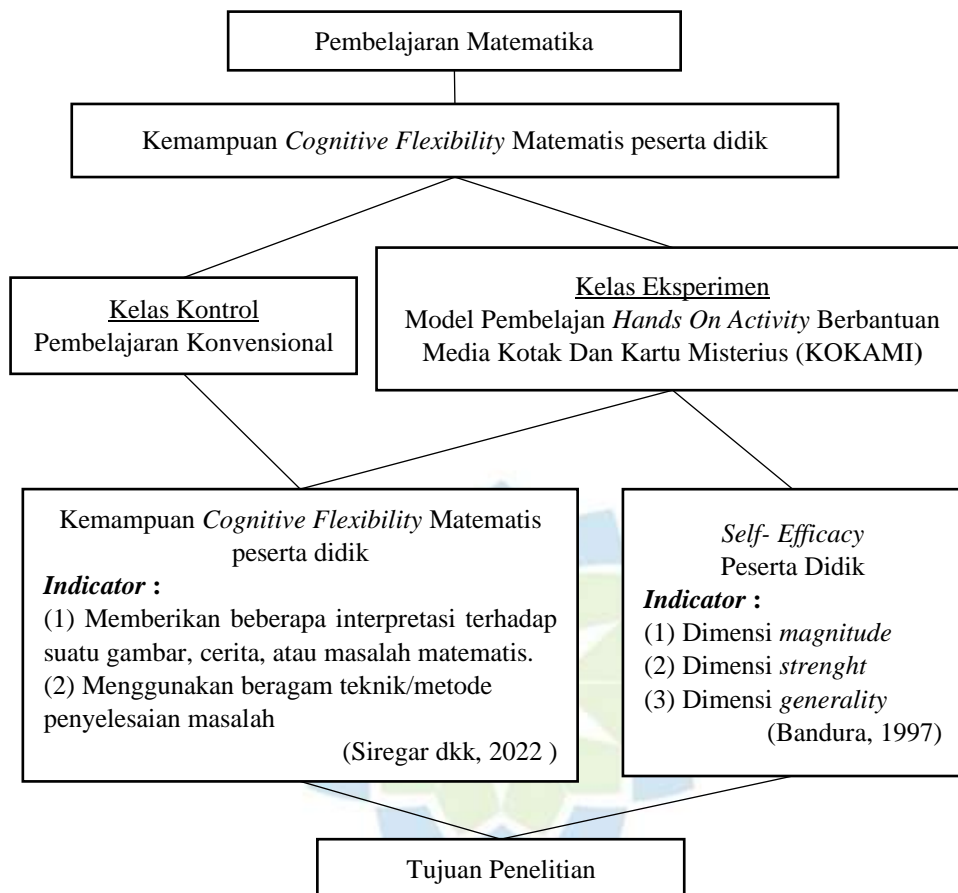 Pembelajaran Matematika
Kemampuan Cognitive Flexibility Matematis peserta didik
Kelas Kontrol
Pembelajaran Konvensional
Kelas Eksperimen
Model Pembelajan Hands On Activity Berbantuan
Media Kotak Dan Kartu Misterius (KOKAMI)
Kemampuan Cognitive Flexibility Matematis
peserta didik
Indicator :
(1) Memberikan beberapa interpretasi terhadap
suatu gambar, cerita, atau masalah matematis.
(2) Menggunakan beragam teknik/metode
penyelesaian masalah
(Siregar dkk, 2022 )
Self- Efficacy
Peserta Didik
Indicator :
(1) Dimensi magnitude
(2) Dimensi strenght
(3) Dimensi generality
(Bandura, 1997)
Tujuan Penelitian